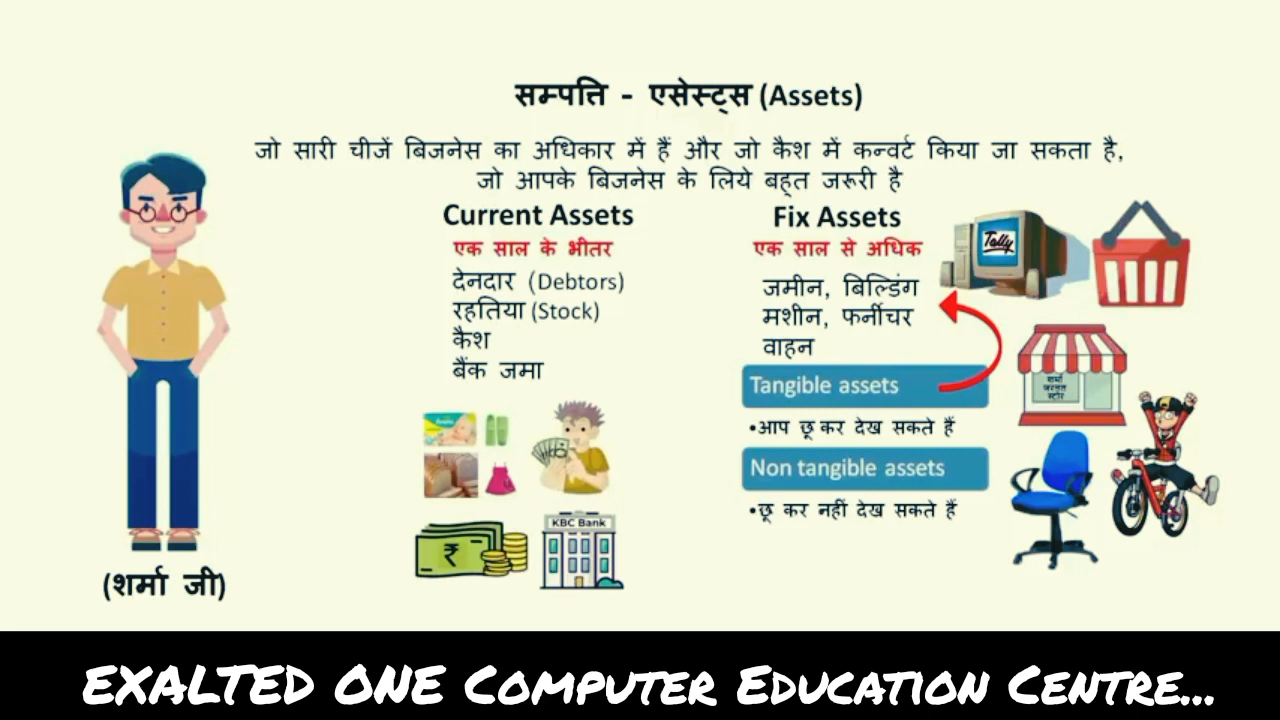 सम्पत्ति - एसेस्ट्स (Assets)
जो सारी चीजें बिजनेस का अधिकार में हैं और जो कैश में कन्वर्ट किया जा सकता है,
जो आपके बिजनेस के लिये बहुत जरूरी है
Current Assets
एक साल के भीतर
देनदार (Debtors)
रहतिया (Stock)
कैश
बैंक जमा
KBC Bank
₹
Fix Assets
एक साल से अधिक
जमीन, बिल्डिंग
मशीन, फर्नीचर
वाहन
Tangible assets
•आप छू कर देख सकते हैं
Non tangible assets
•छू कर नहीं देख सकते हैं
Tally
शर्मा
जनरल
स्टोर
(शर्मा जी)
EXALTED ONE COMPUTER EDUCATION CENTRE...